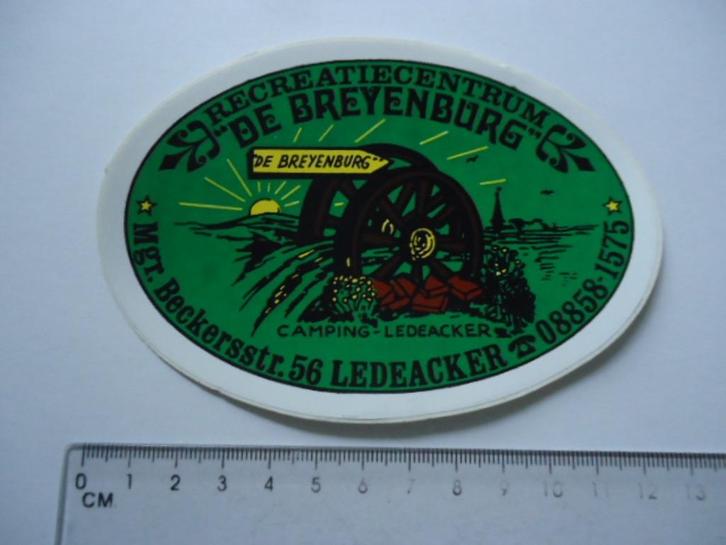 RECREATIECENTRUM
"DE BREYENBURG"
"DE BREYENBURG"
CAMPING-LEDEACKER
Mgr. Beckersstr. 56 LEDEACKER ☎ 08858-1575
0 1 2 3 4 5 6 7 8 9 10 11 12 13
CM